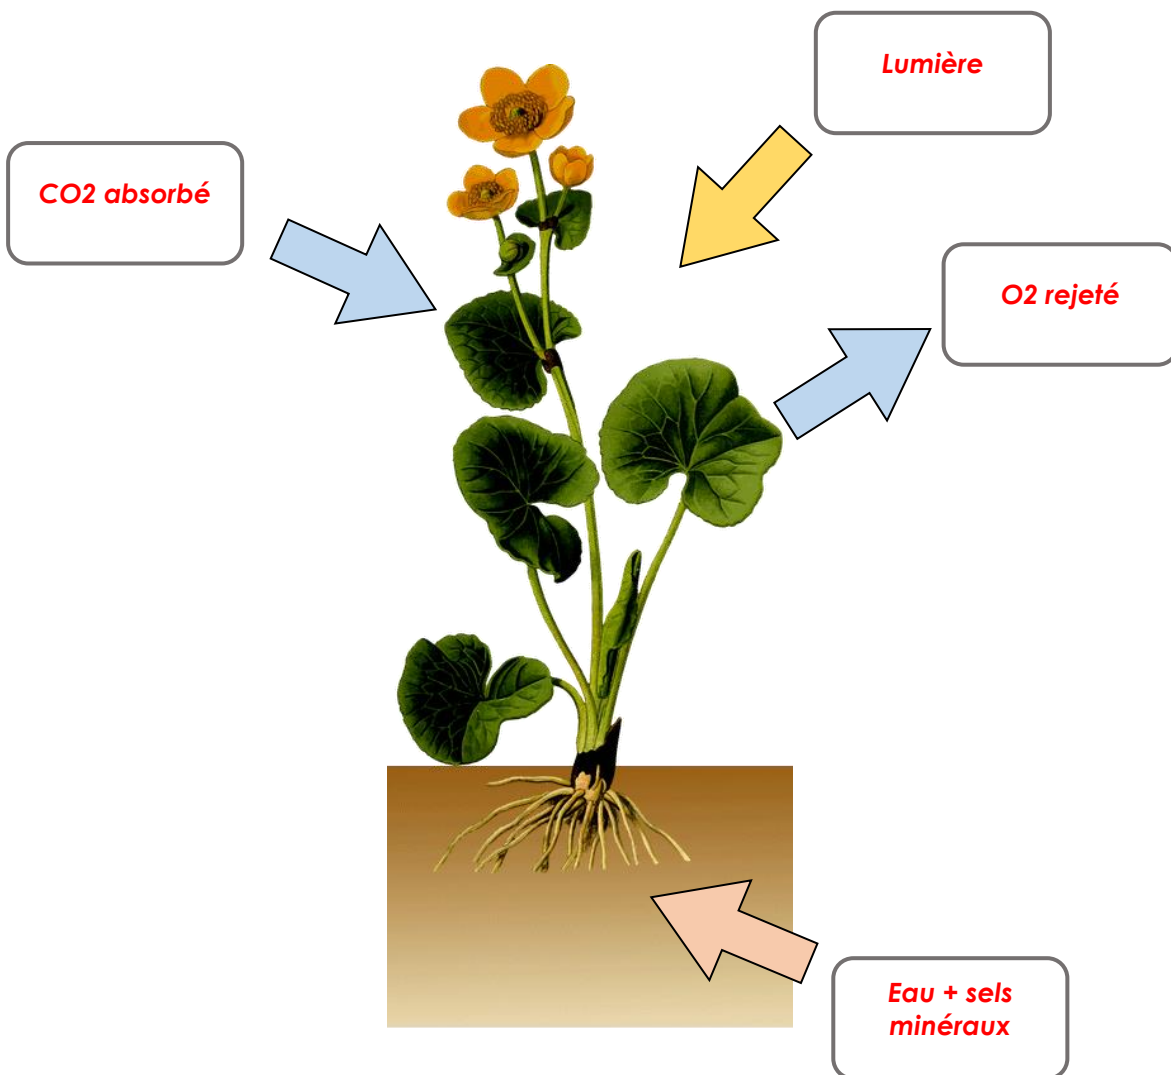 Lumière
CO2 absorbé
O2 rejeté
Eau + sels
minéraux